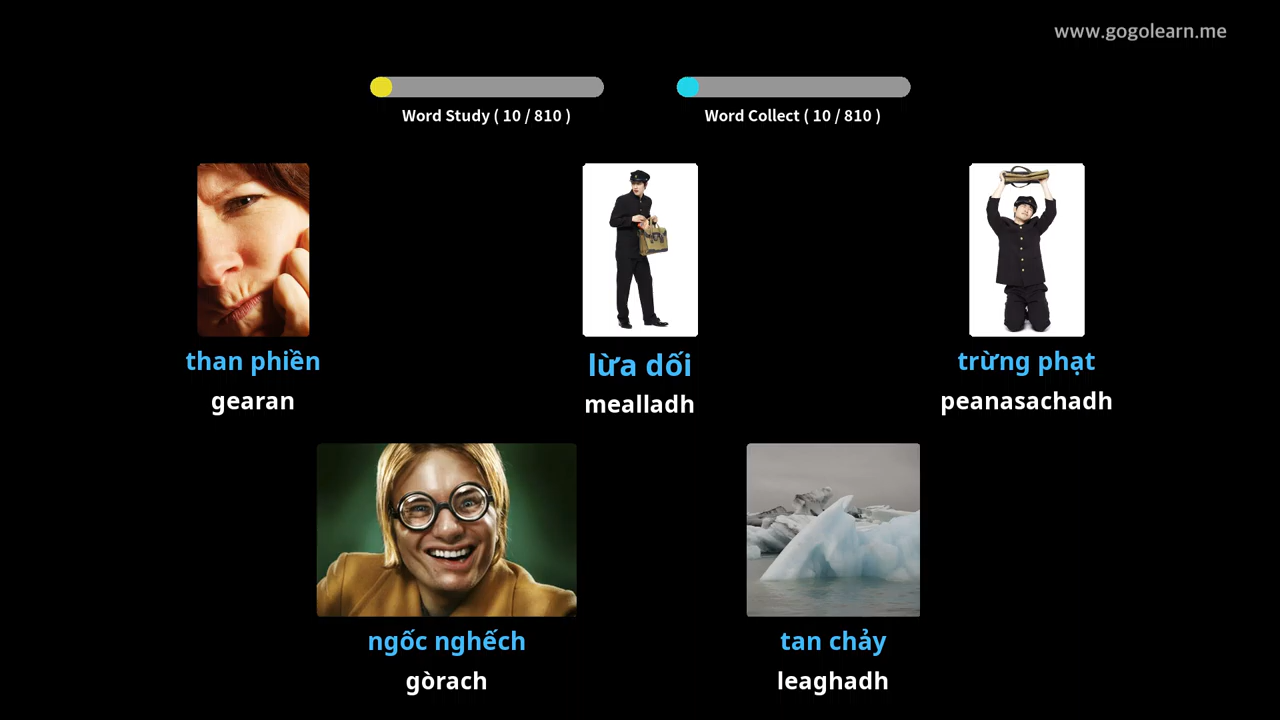 www.gogolearn.me
Word Study ( 10 / 810 )
Word Collect ( 10 / 810 )
than phiền
lừa dối
trừng phạt
gearan
mealladh
peanasachadh
ngốc nghếch
tan chảy
gòrach
leaghadh